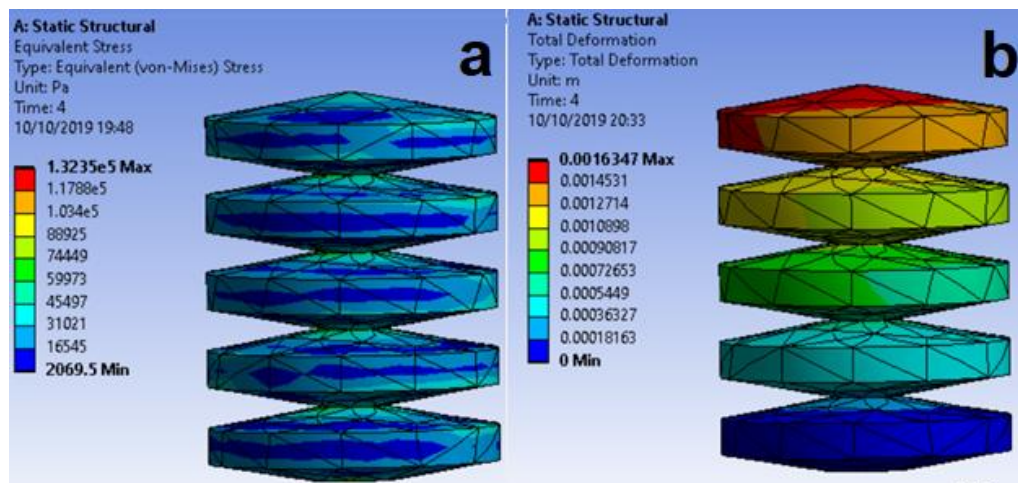 A: Static Structural
Equivalent Stress
Type: Equivalent (von-Mises) Stress
Unit: Pa
Time: 4
10/10/2019 19:48
a
1.3235e5 Max
1.1788e5
1.034e5
88925
74449
59973
45497
31021
16545
2069.5 Min
A: Static Structural
Total Deformation
Type: Total Deformation
Unit: m
Time: 4
10/10/2019 20:33
b
0.0016347 Max
0.0014531
0.0012714
0.0010898
0.00090817
0.00072653
0.0005449
0.00036327
0.00018163
0 Min